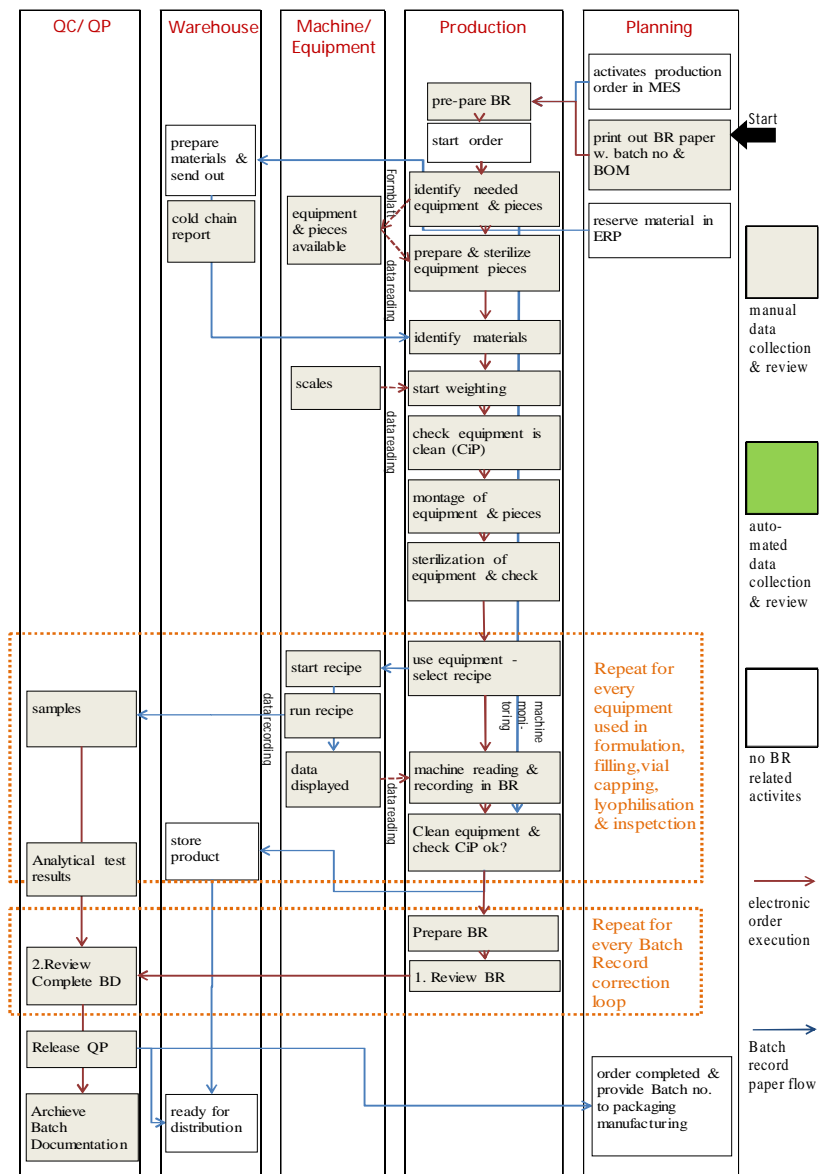 QC/ QP
Warehouse
Machine/
Equipment
Production
Planning
activates production
order in MES
Start
print out BR paper
w. batch no &
BOM
reserve material in
ERP
pre-pare BR
start order
prepare
materials &
send out
cold chain
report
Formblatt
equipment
& pieces
available
data reading
identify needed
equipment & pieces
prepare & sterilize
equipment pieces
identify materials
scales
data reading
start weighting
check equipment is
clean (CiP)
montage of
equipment & pieces
sterilization of
equipment & check
use equipment -
select recipe
start recipe
run recipe
data recording
samples
data
displayed
data reading
machine
moni-
toring
machine reading &
recording in BR
Clean equipment &
check CiP ok?
store
product
Analytical test
results
Repeat for
every
equipment
used in
formulation,
filling,vial
capping,
lyophilisation
& inspetction
Prepare BR
1. Review BR
2.Review
Complete BD
Repeat for
every Batch
Record
correction
loop
Release QP
Archieve
Batch
Documentation
ready for
distribution
order completed &
provide Batch no.
to packaging
manufacturing
manual
data
collection
& review
auto-
mated
data
collection
& review
no BR
related
activites
electronic
order
execution
Batch
record
paper flow